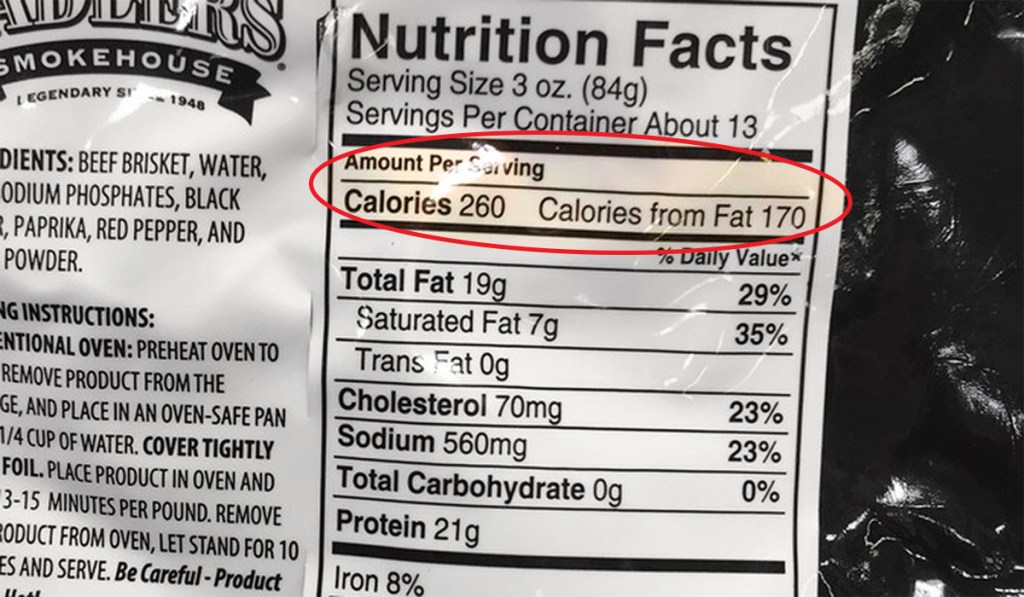 SMOKEHOUSE
LEGENDARY 1948
DIENTS: BEEF BRISKET, WATER,
ODIUM PHOSPHATES, BLACK
R, PAPRIKA, RED PEPPER, AND
POWDER.
NG INSTRUCTIONS:
ENTIONAL OVEN: PREHEAT OVEN TO
REMOVE PRODUCT FROM THE
GE, AND PLACE IN AN OVEN-SAFE PAN
1/4 CUP OF WATER. COVER TIGHTLY
FOIL. PLACE PRODUCT IN OVEN AND
3-15 MINUTES PER POUND. REMOVE
RODUCT FROM OVEN, LET STAND FOR 10
ES AND SERVE. Be Careful - Product
Nutrition Facts
Serving Size 3 oz. (84g)
Servings Per Container About 13
Amount Per Serving
Calories 260 Calories from Fat 170
% Daily Value*
Total Fat 19g 29%
Saturated Fat 7g 35%
Trans Fat 0g
Cholesterol 70mg 23%
Sodium 560mg 23%
Total Carbohydrate 0g 0%
Protein 21g
Iron 8%